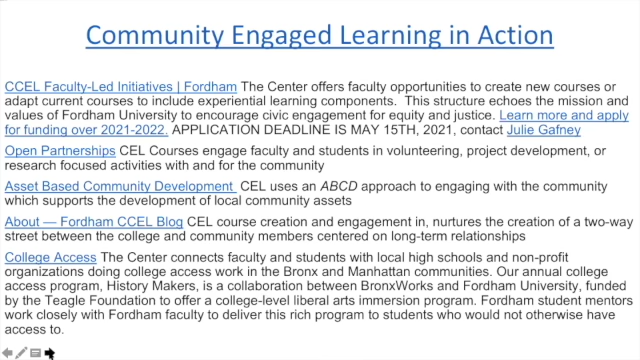 Community Engaged Learning in Action
CCEL Faculty-Led Initiatives | Fordham The Center offers faculty opportunities to create new courses or
adapt current courses to include experiential learning components.  This structure echoes the mission and
values of Fordham University to encourage civic engagement for equity and justice. Learn more and apply
for funding over 2021-2022. APPLICATION DEADLINE IS MAY 15TH, 2021, contact Julie Gafney
Open Partnerships CEL Courses engage faculty and students in volunteering, project development, or
research focused activities with and for the community
Asset Based Community Development  CEL uses an ABCD approach to engaging with the community
which supports the development of local community assets
About — Fordham CCEL Blog CEL course creation and engagement in, nurtures the creation of a two-way
street between the college and community members centered on long-term relationships
College Access The Center connects faculty and students with local high schools and non-profit
organizations doing college access work in the Bronx and Manhattan communities. Our annual college
access program, History Makers, is a collaboration between BronxWorks and Fordham University, funded
by the Teagle Foundation to offer a college-level liberal arts immersion program. Fordham student mentors
work closely with Fordham faculty to deliver this rich program to students who would not otherwise have
access to.